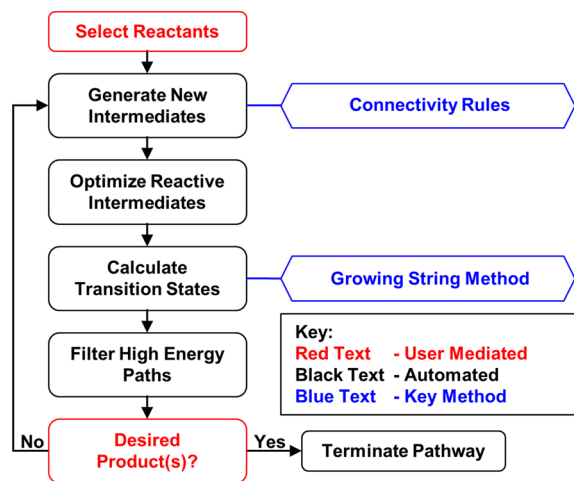 Select Reactants
Generate New
Intermediates
Connectivity Rules
Optimize Reactive
Intermediates
Calculate
Transition States
Growing String Method
Filter High Energy
Paths
Key:
Red Text - User Mediated
Black Text - Automated
Blue Text - Key Method
No
Desired
Product(s)?
Yes
Terminate Pathway